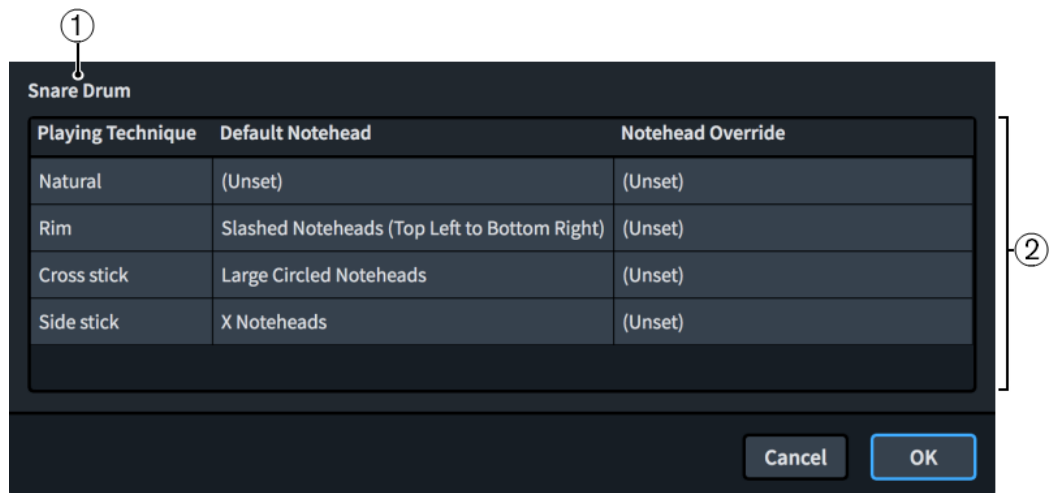 1
Snare Drum
Playing Technique Default Notehead Notehead Override
Natural (Unset) (Unset)
Rim Slashed Noteheads (Top Left to Bottom Right) (Unset)
Cross stick Large Circled Noteheads (Unset)
2
Side stick X Noteheads (Unset)
Cancel OK